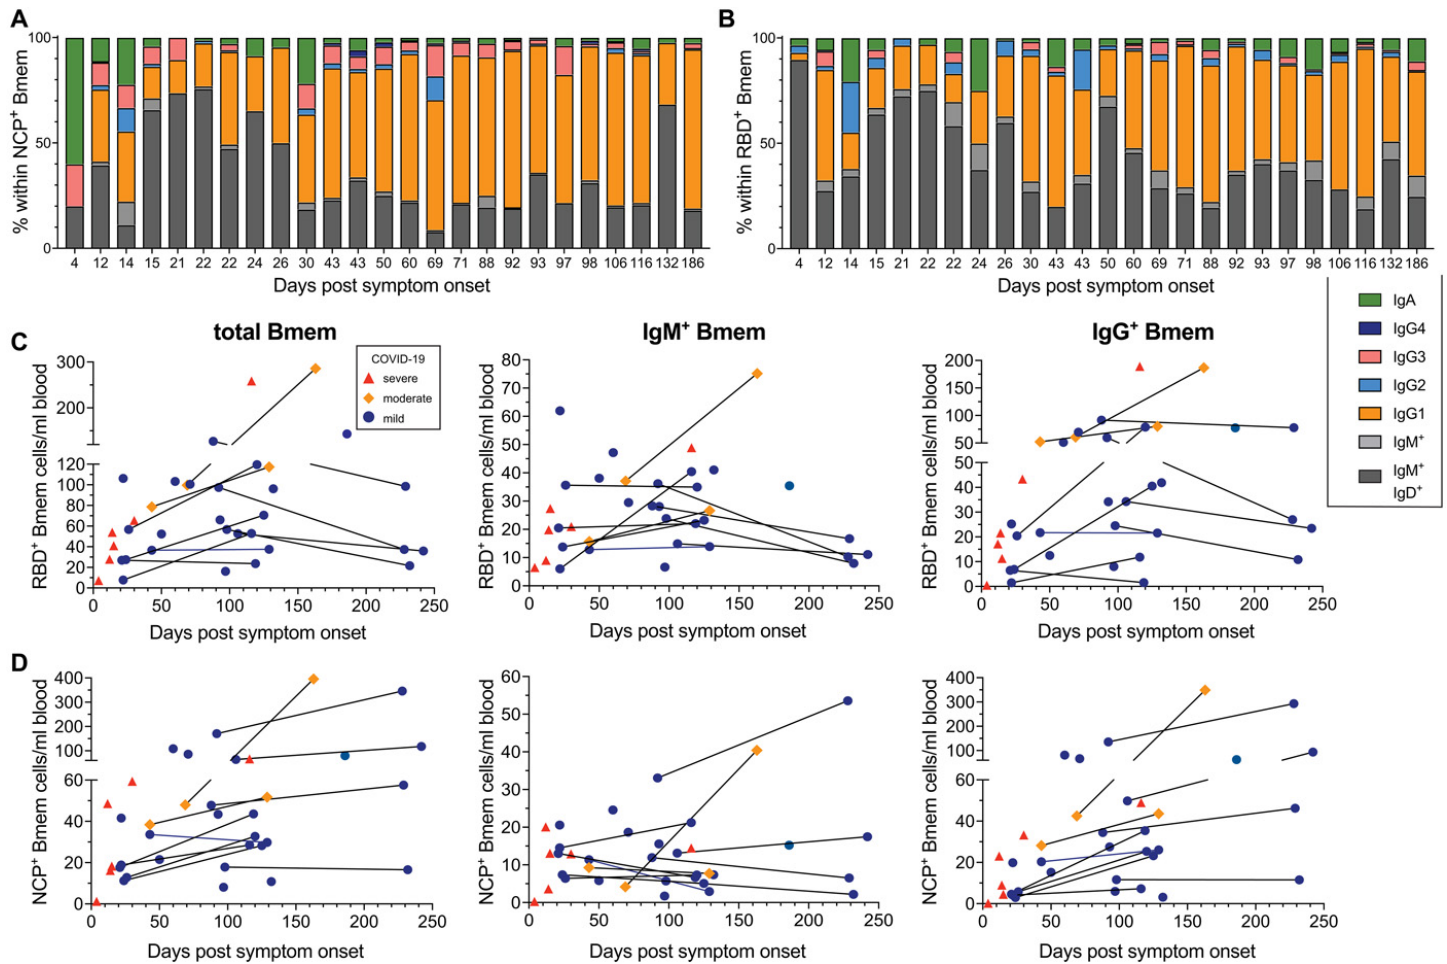 A
B
% within NCP+ Bmem
100
50
0
4 12 14 15 21 22 22 24 26 30 43 43 50 60 69 71 88 92 93 97 98 106 116 132 186
Days post symptom onset
% within RBD+ Bmem
100
50
0
4 12 14 15 21 22 22 24 26 30 43 43 50 60 69 71 88 92 93 97 98 106 116 132 186
Days post symptom onset
IgA
IgG4
IgG3
IgG2
IgG1
IgM+
IgM+
IgD+
C
total Bmem
IgM+ Bmem
IgG+ Bmem
COVID-19
severe
moderate
mild
RBD+ Bmem cells/ml blood
300
200
120
100
80
60
40
20
0
0 50 100 150 200 250
Days post symptom onset
RBD+ Bmem cells/ml blood
80
70
60
50
40
30
20
10
0
0 50 100 150 200 250
Days post symptom onset
RBD+ Bmem cells/ml blood
200
150
100
50
50
40
30
20
10
0
0 50 100 150 200 250
Days post symptom onset
D
NCP+ Bmem cells/ml blood
400
300
200
100
60
40
20
0
0 50 100 150 200 250
Days post symptom onset
NCP+ Bmem cells/ml blood
60
50
40
30
20
10
0
0 50 100 150 200 250
Days post symptom onset
NCP+ Bmem cells/ml blood
400
300
200
100
60
40
20
0
0 50 100 150 200 250
Days post symptom onset